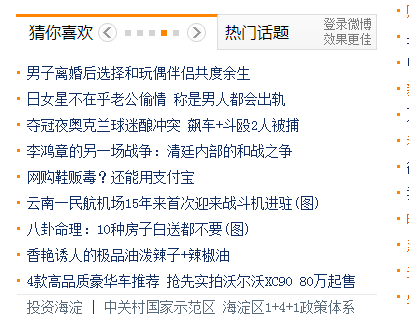 猜你喜欢
热门话题
登录微博
效果更佳
男子离婚后选择和玩偶伴侣共度余生
日女星不在乎老公偷情 称是男人都会出轨
夺冠夜奥克兰球迷酿冲突 飙车+斗殴2人被捕
李鸿章的另一场战争：清廷内部的和战之争
网购鞋贩毒？还能用支付宝
云南一民航机场15年来首次迎来战斗机进驻(图)
八卦命理：10种房子白送都不要(图)
香艳诱人的极品油泼辣子+辣椒油
4款高品质豪华车推荐 抢先实拍沃尔沃XC90 80万起售
投资海淀 | 中关村国家示范区 海淀区1+4+1政策体系